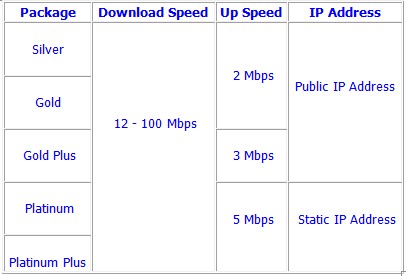 Package Download Speed Up Speed IP Address
Silver
2 Mbps
Public IP Address
Gold
12 - 100 Mbps
Gold Plus
3 Mbps
Platinum
5 Mbps
Static IP Address
Platinum Plus